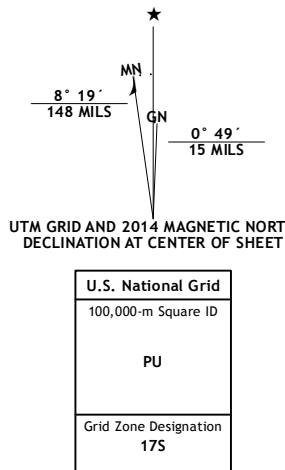 MN
GN
8° 19´
148 MILS
0° 49´
15 MILS
UTM GRID AND 2014 MAGNETIC NORT
DECLINATION AT CENTER OF SHEET
U.S. National Grid
100,000-m Square ID
PU
Grid Zone Designation
17S